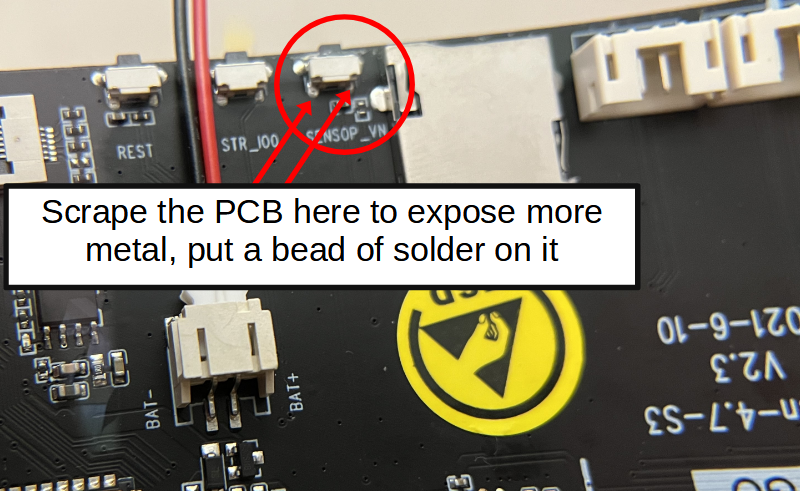 REST
STR_IO0
SENSOP_VN
Scrape the PCB here to expose more
metal, put a bead of solder on it
BAT-
BAT+
021-6-10
V2.3
n-4.7-S3
GO